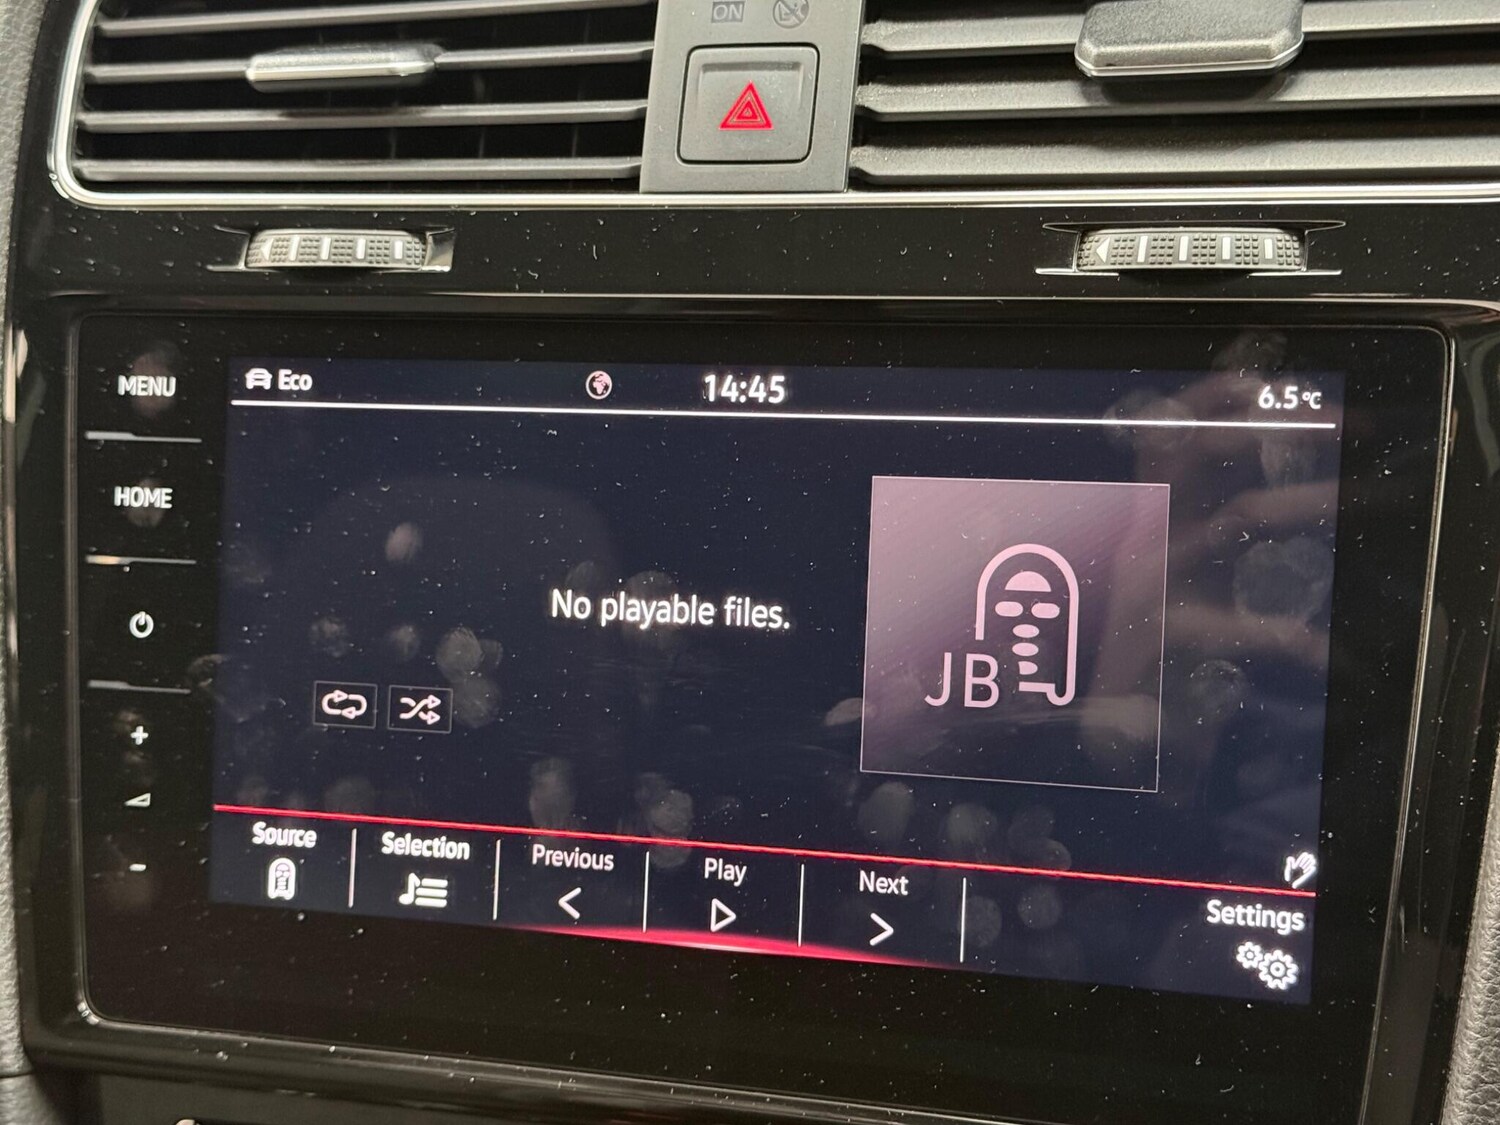 ON
MENU
HOME
Eco
14:45
6.5°C
No playable files.
JB
Source
Selection
Previous
Play
Next
Settings